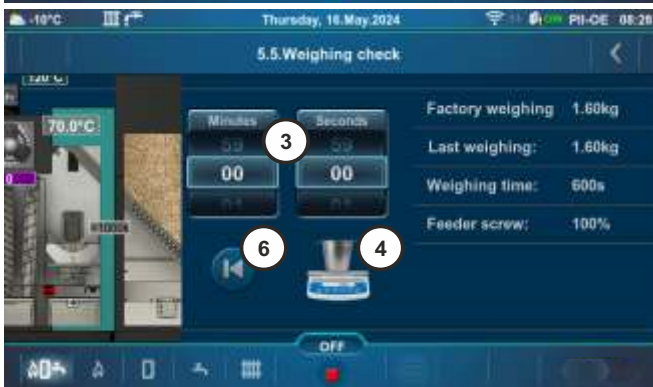 -10°C Thursday, 16.May 2024 PII-OE 08:28
5.5.Weighing check
120°C
70.0°C
Minutes Seconds
59 59
00 00
01 01
3
6
4
Factory weighing 1.60kg
Last weighing: 1.60kg
Weighing time: 600s
Feeder screw: 100%
OFF